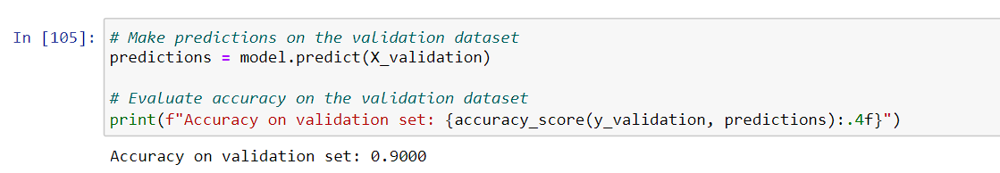 In [105]: # Make predictions on the validation dataset
predictions = model.predict(X_validation)
# Evaluate accuracy on the validation dataset
print(f"Accuracy on validation set: {accuracy_score(y_validation, predictions):.4f}")
Accuracy on validation set: 0.9000